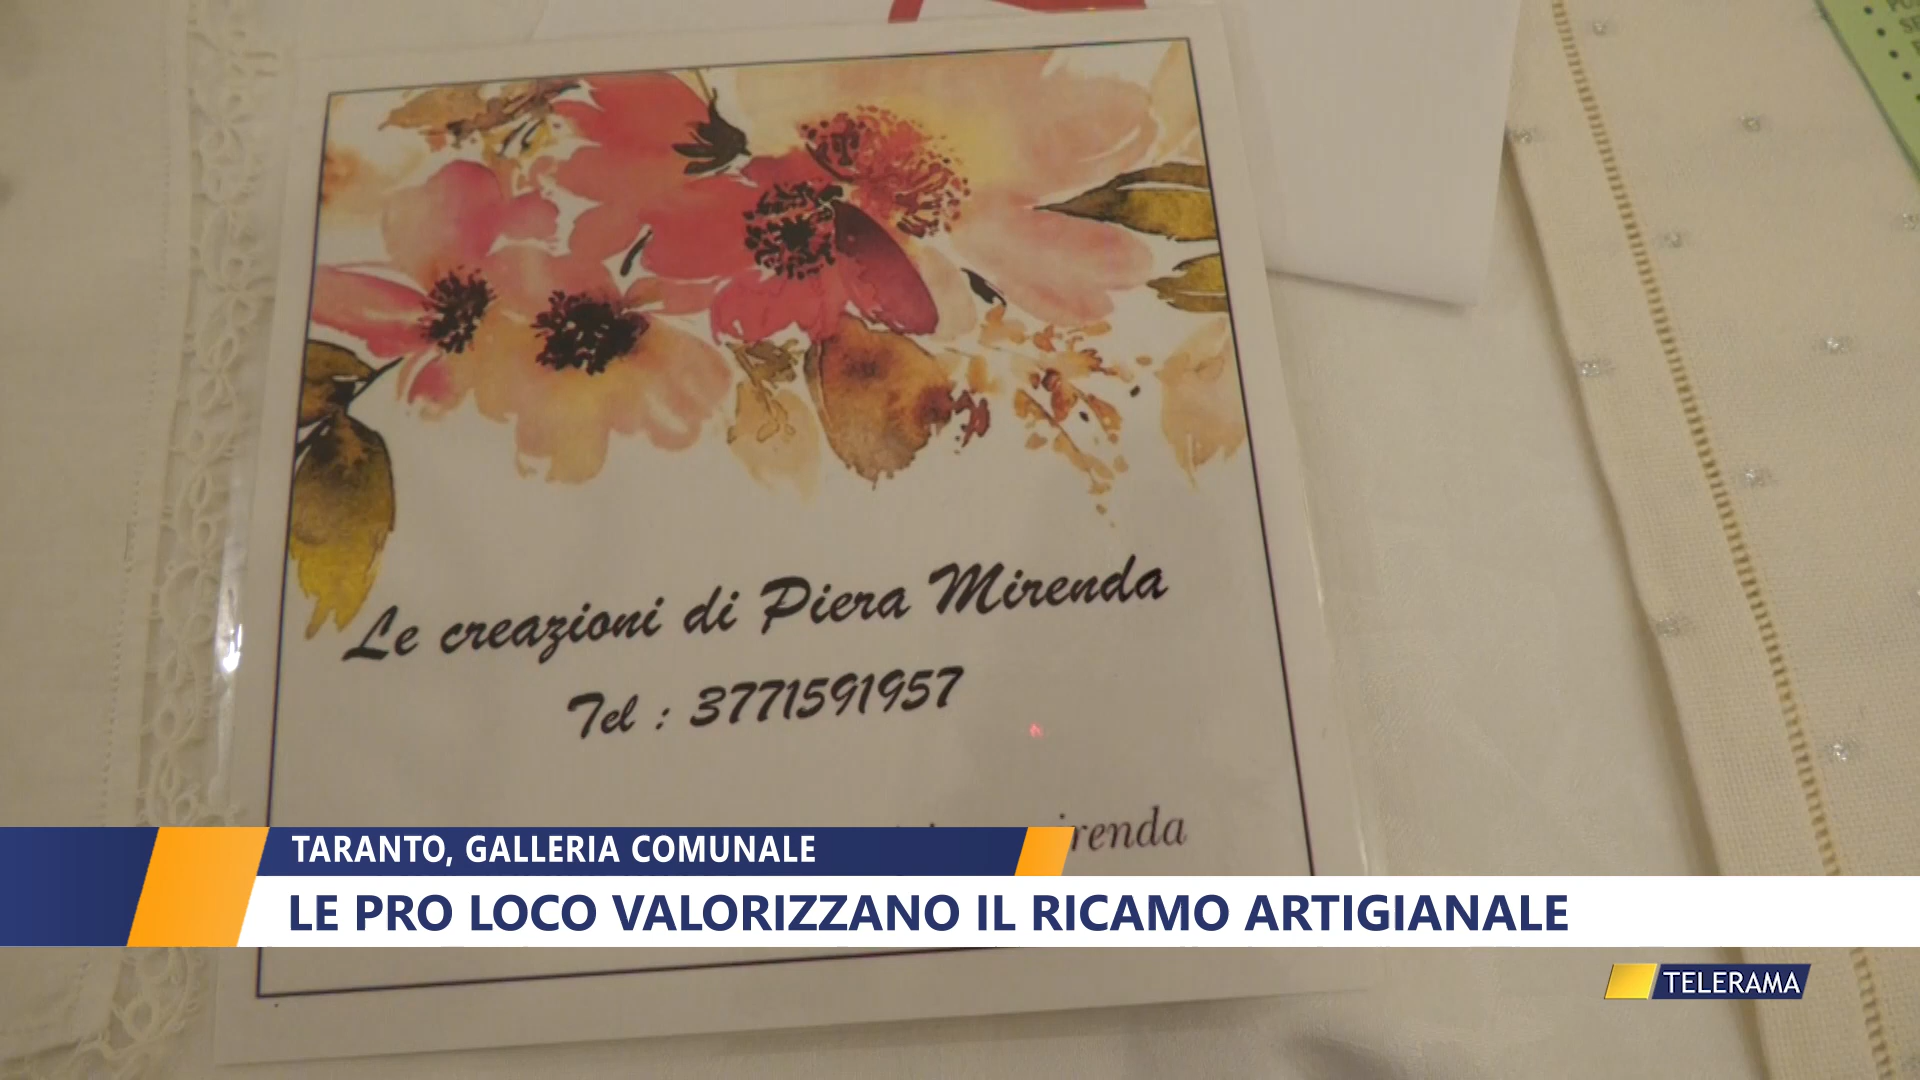 Le creazioni di Piera Mirenda
Tel : 3771591957
TARANTO, GALLERIA COMUNALE
LE PRO LOCO VALORIZZANO IL RICAMO ARTIGIANALE
TELERAMA